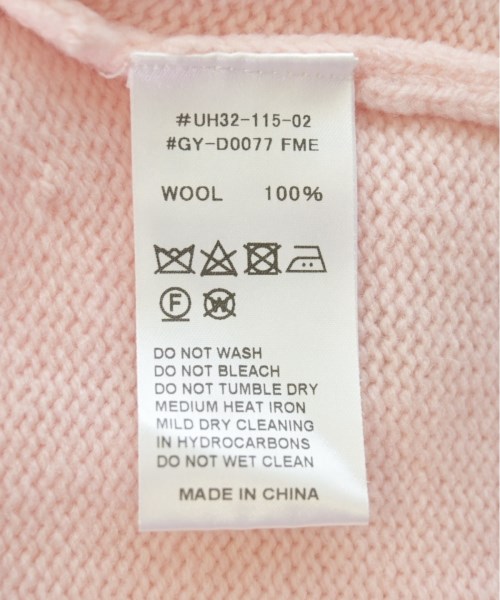 #UH32-115-02
#GY-D0077 FME
WOOL 100%
F W
DO NOT WASH
DO NOT BLEACH
DO NOT TUMBLE DRY
MEDIUM HEAT IRON
MILD DRY CLEANING
IN HYDROCARBONS
DO NOT WET CLEAN
MADE IN CHINA